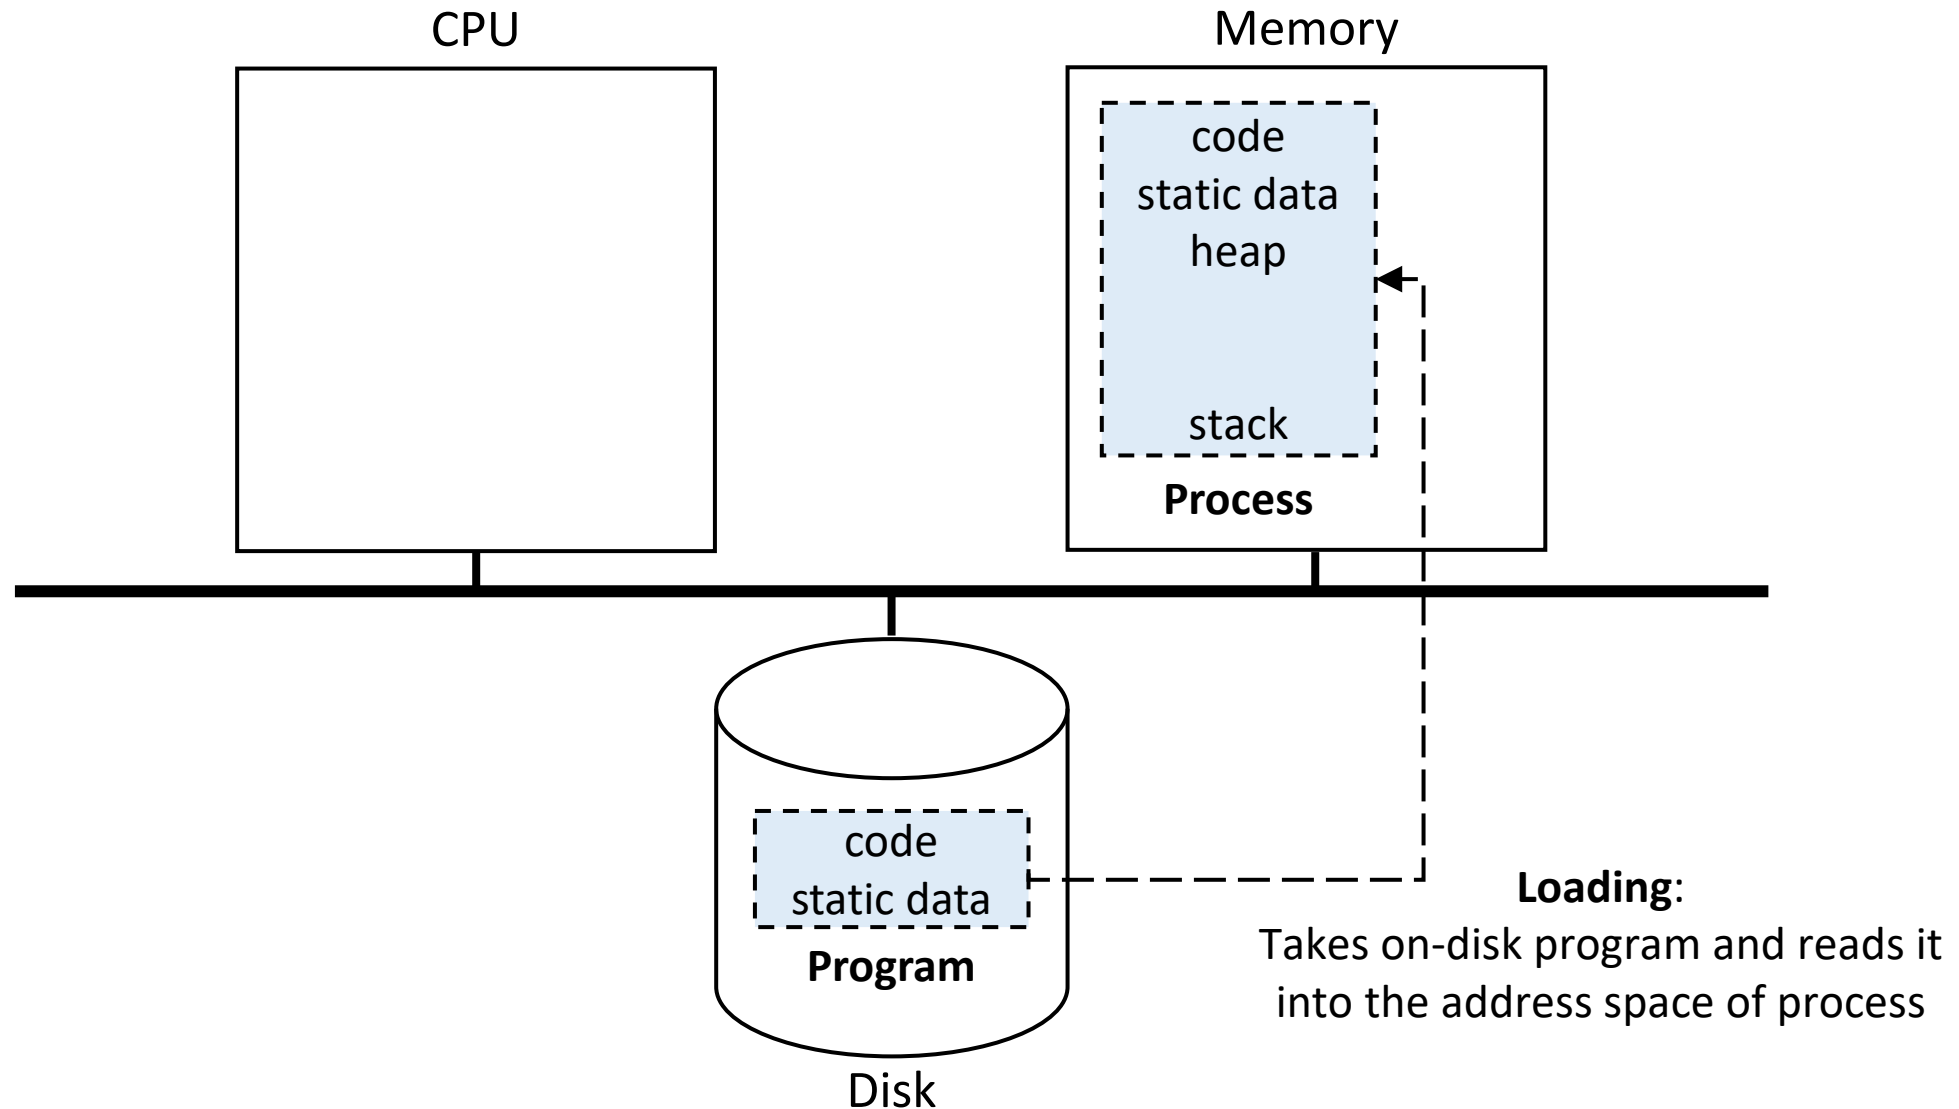 CPU
Memory
code
static data
heap
stack
Process
code
static data
Program
Disk
Loading:
Takes on-disk program and reads it
into the address space of process